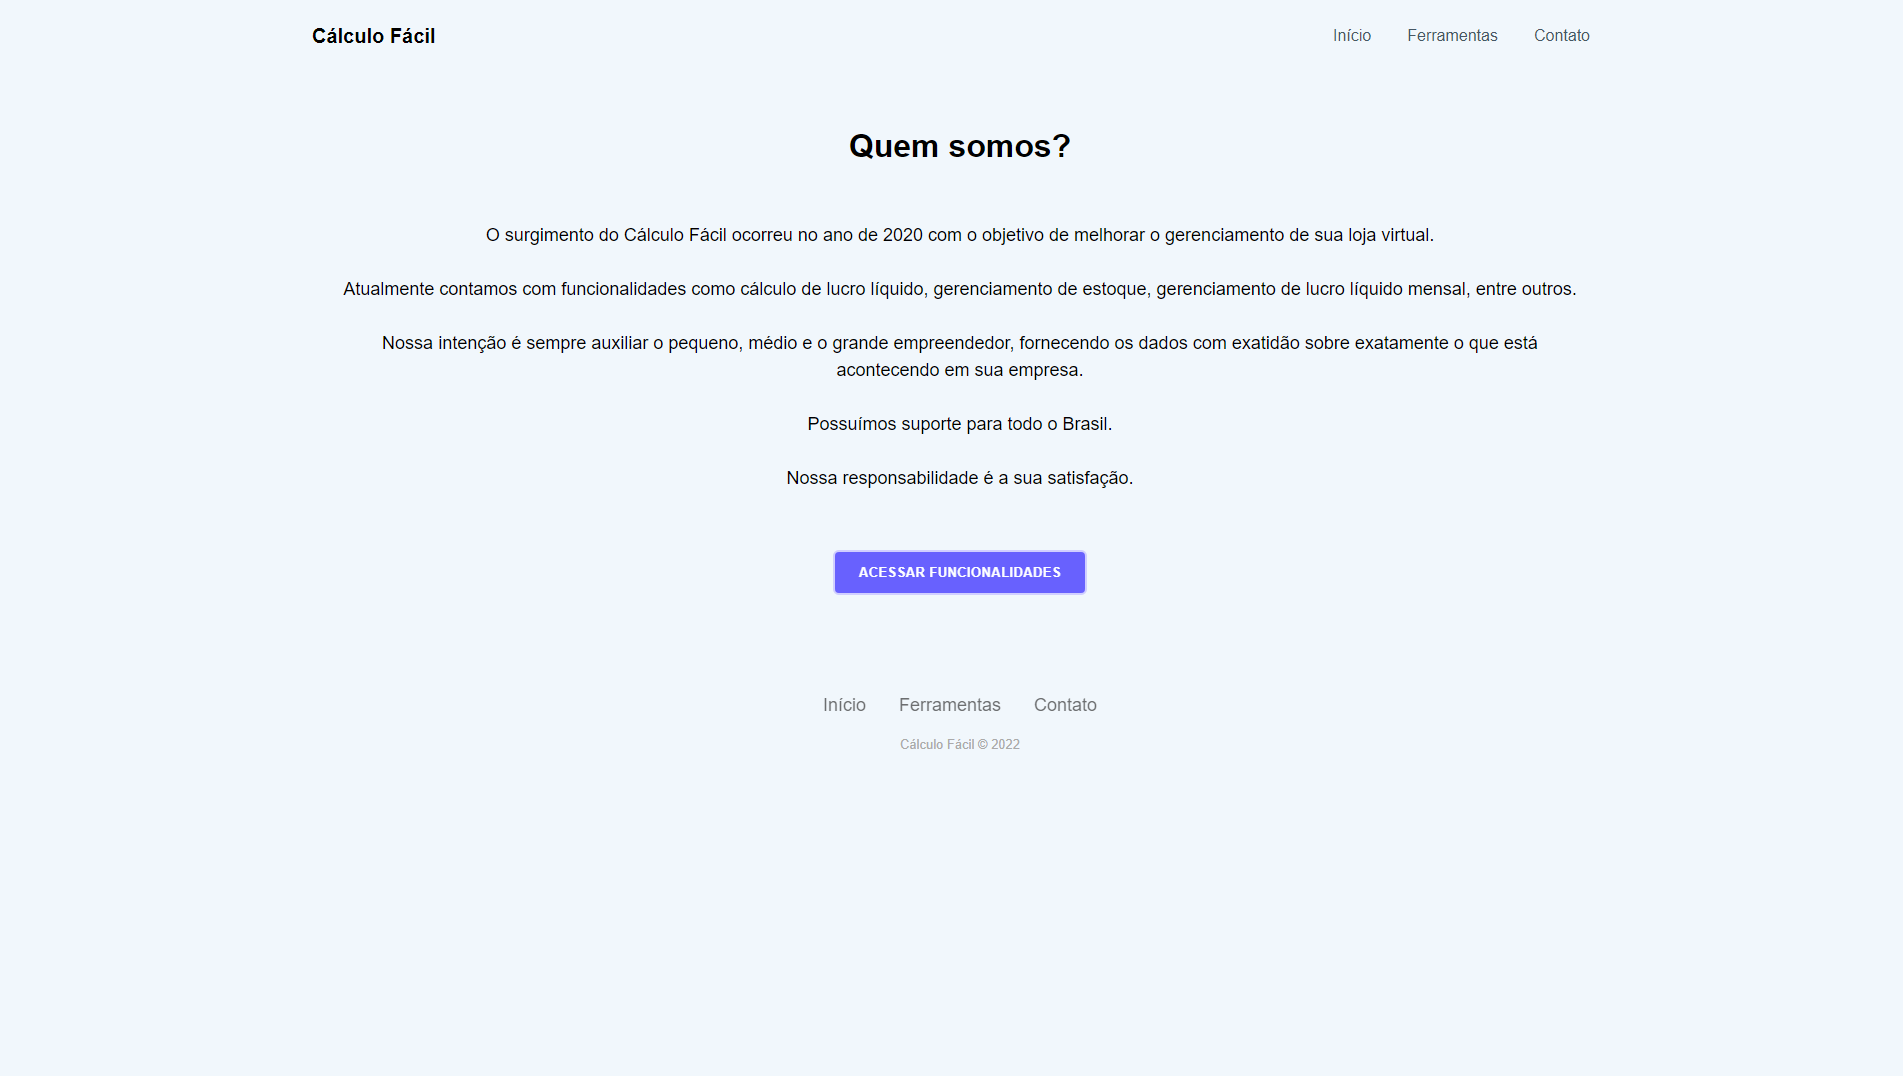 Cálculo Fácil
Início
Ferramentas
Contato
Quem somos?
O surgimento do Cálculo Fácil ocorreu no ano de 2020 com o objetivo de melhorar o gerenciamento de sua loja virtual.
Atualmente contamos com funcionalidades como cálculo de lucro líquido, gerenciamento de estoque, gerenciamento de lucro líquido mensal, entre outros.
Nossa intenção é sempre auxiliar o pequeno, médio e o grande empreendedor, fornecendo os dados com exatidão sobre exatamente o que está
acontecendo em sua empresa.
Possuímos suporte para todo o Brasil.
Nossa responsabilidade é a sua satisfação.
ACESSAR FUNCIONALIDADES
Início
Ferramentas
Contato
Cálculo Fácil © 2022